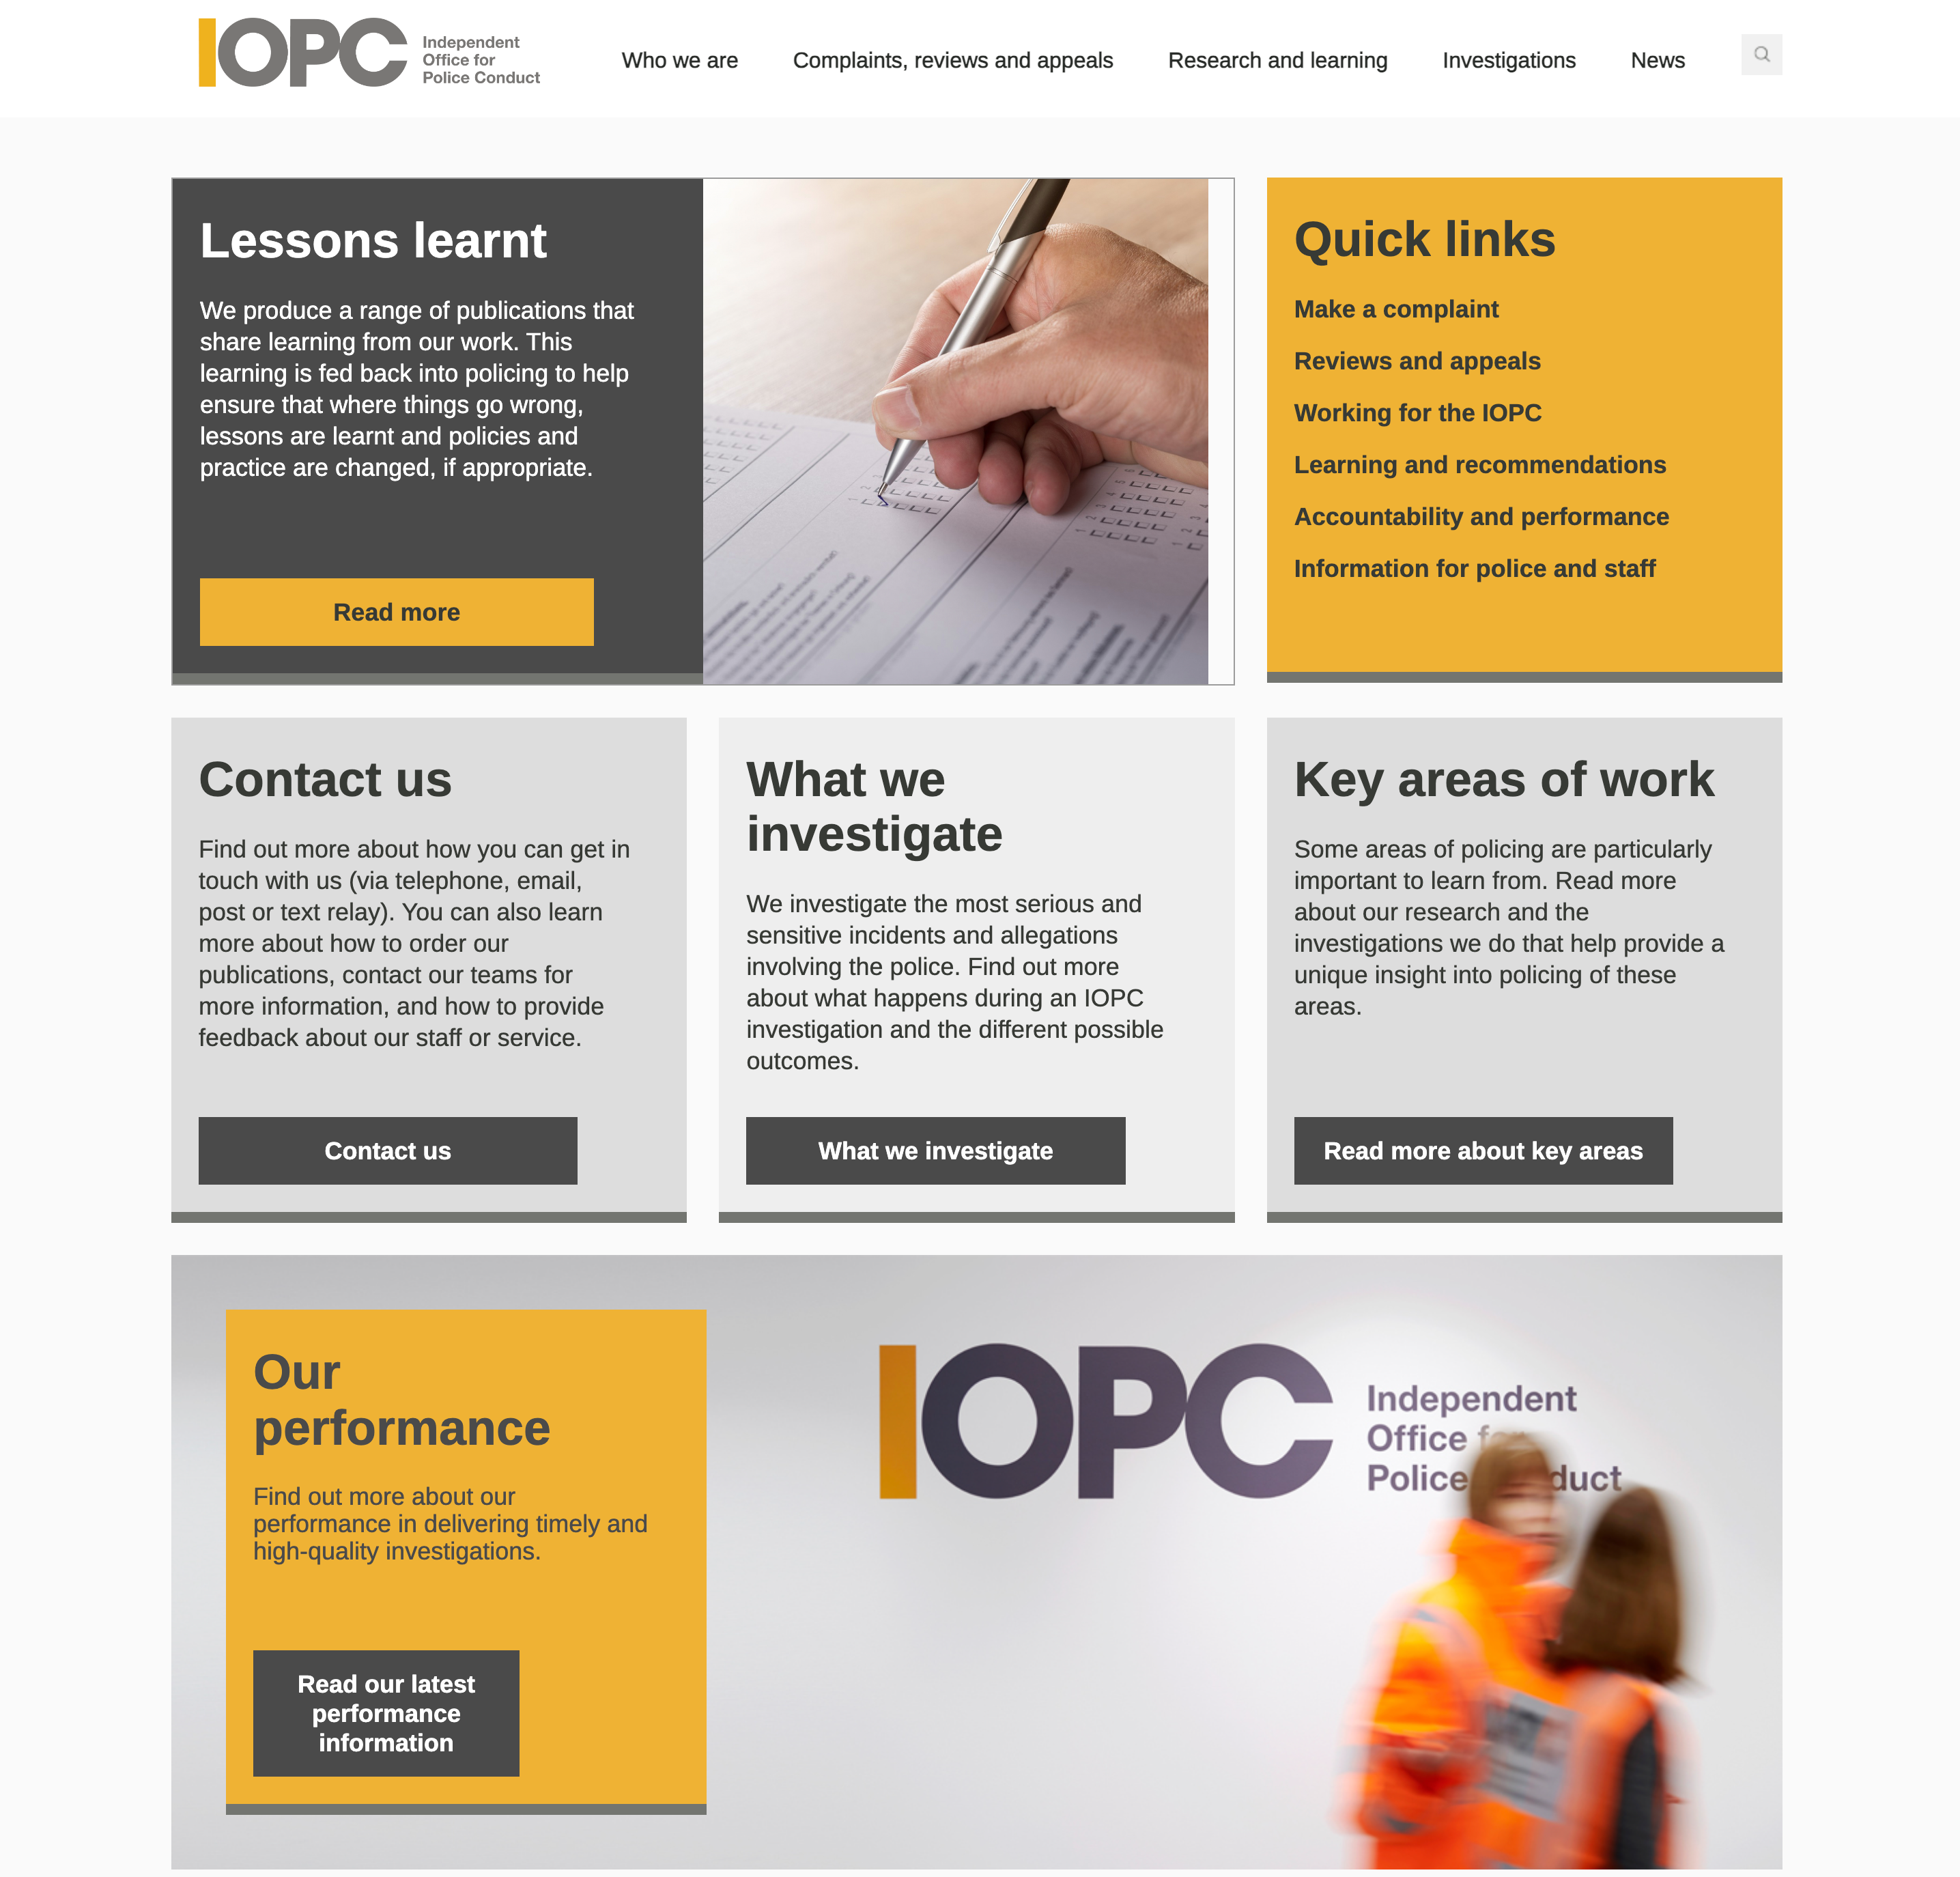 IOPC
Independent
Office for
Police Conduct
Who we are
Complaints, reviews and appeals
Research and learning
Investigations
News
Lessons learnt
We produce a range of publications that
share learning from our work. This
learning is fed back into policing to help
ensure that where things go wrong,
lessons are learnt and policies and
practice are changed, if appropriate.
Read more
Quick links
Make a complaint
Reviews and appeals
Working for the IOPC
Learning and recommendations
Accountability and performance
Information for police and staff
Contact us
Find out more about how you can get in
touch with us (via telephone, email,
post or text relay). You can also learn
more about how to order our
publications, contact our teams for
more information, and how to provide
feedback about our staff or service.
Contact us
What we
investigate
We investigate the most serious and
sensitive incidents and allegations
involving the police. Find out more
about what happens during an IOPC
investigation and the different possible
outcomes.
What we investigate
Key areas of work
Some areas of policing are particularly
important to learn from. Read more
about our research and the
investigations we do that help provide a
unique insight into policing of these
areas.
Read more about key areas
Our
performance
Find out more about our
performance in delivering timely and
high-quality investigations.
Read our latest
performance
information
IOPC
Independent
Office for
Police duct